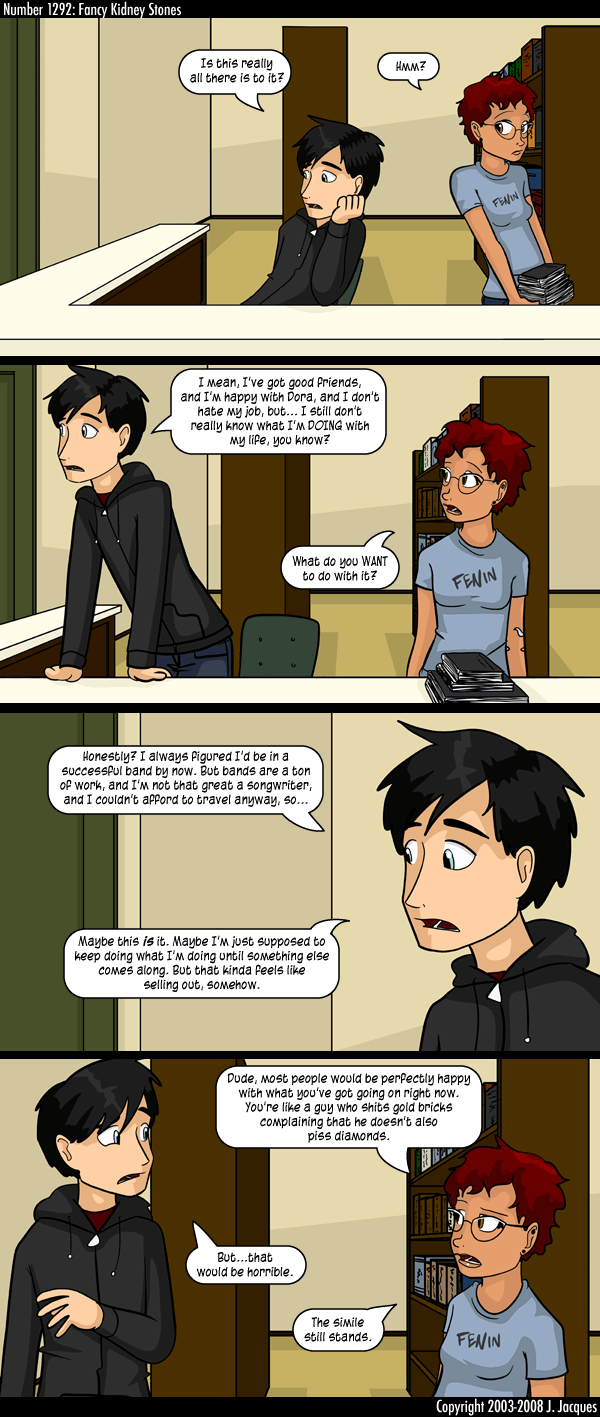 Number 1292: Fancy Kidney Stones
Is this really
all there is to it?
Hmm?
FENIN
I mean, I've got good friends,
and I'm happy with Dora, and I don't
hate my job, but... I still don't
really know what I'm DOING with
my life, you know?
What do you WANT
to do with it?
FENIN
Honestly? I always figured I'd be in a
successful band by now. But bands are a ton
of work, and I'm not that great a songwriter,
and I couldn't afford to travel anyway, so...
Maybe this is it. Maybe I'm just supposed to
keep doing what I'm doing until something else
comes along. But that kinda feels like
selling out, somehow.
Dude, most people would be perfectly happy
with what you've got going on right now.
You're like a guy who shits gold bricks
complaining that he doesn't also
piss diamonds.
But...that
would be horrible.
The simile
still stands.
FENIN
Copyright 2003-2008 J. Jacques